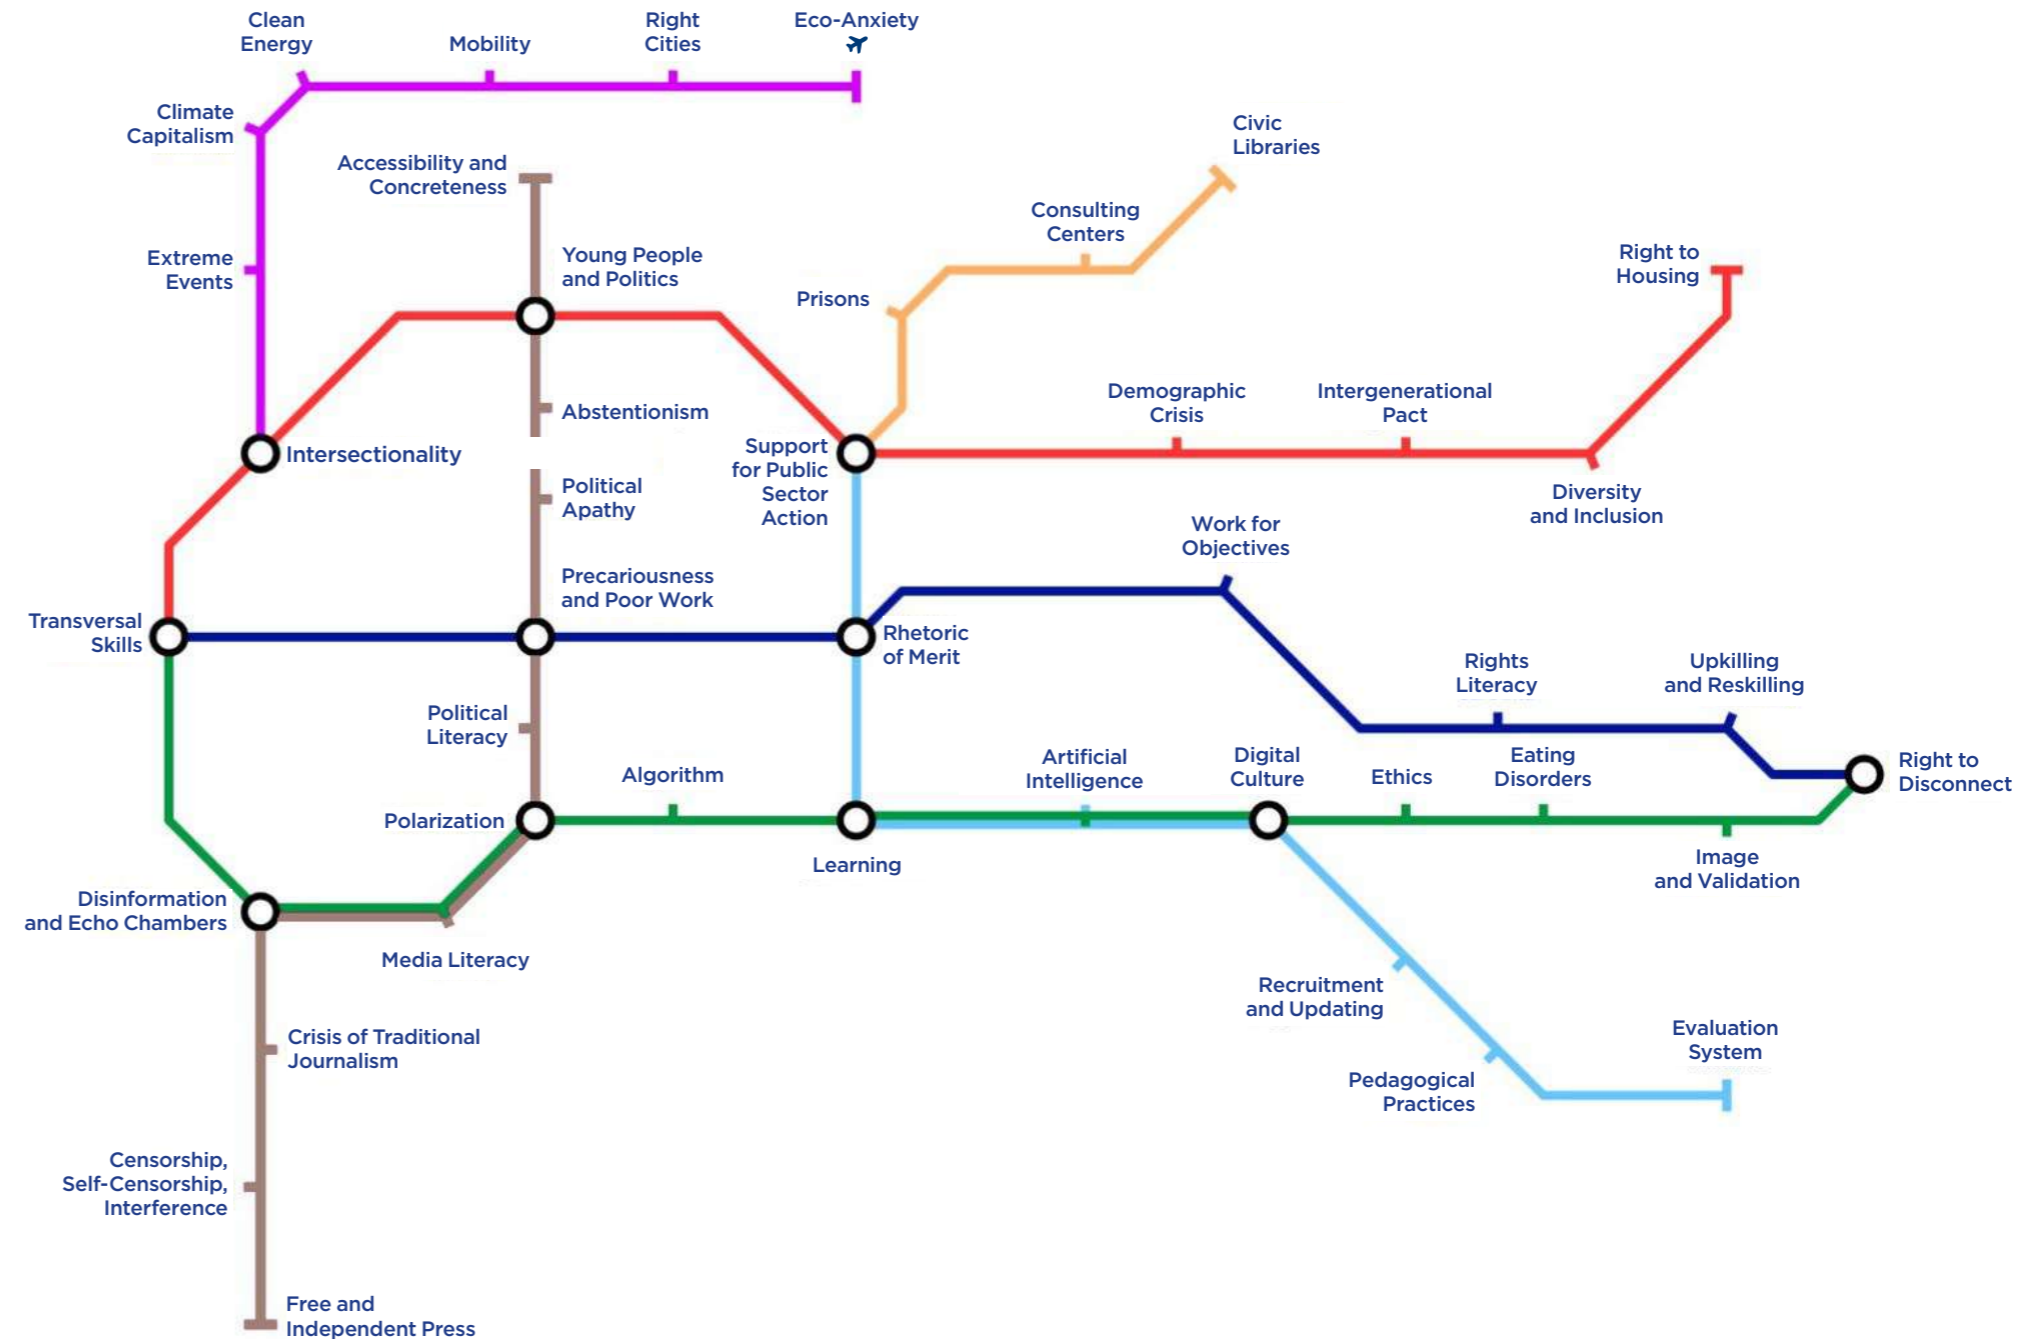 Clean
Energy
Mobility
Right
Cities
Eco-Anxiety
Climate
Capitalism
Accessibility and
Concreteness
Civic
Libraries
Consulting
Centers
Extreme
Events
Young People
and Politics
Prisons
Right to
Housing
Demographic
Crisis
Intergenerational
Pact
Abstentionism
Intersectionality
Support
for Public
Sector
Action
Political
Apathy
Diversity
and Inclusion
Work for
Objectives
Precariousness
and Poor Work
Transversal
Skills
Rhetoric
of Merit
Rights
Literacy
Upkilling
and Reskilling
Political
Literacy
Algorithm
Artificial
Intelligence
Digital
Culture
Ethics
Eating
Disorders
Right to
Disconnect
Polarization
Learning
Image
and Validation
Disinformation
and Echo Chambers
Media Literacy
Recruitment
and Updating
Crisis of Traditional
Journalism
Evaluation
System
Pedagogical
Practices
Censorship,
Self-Censorship,
Interference
Free and
Independent Press